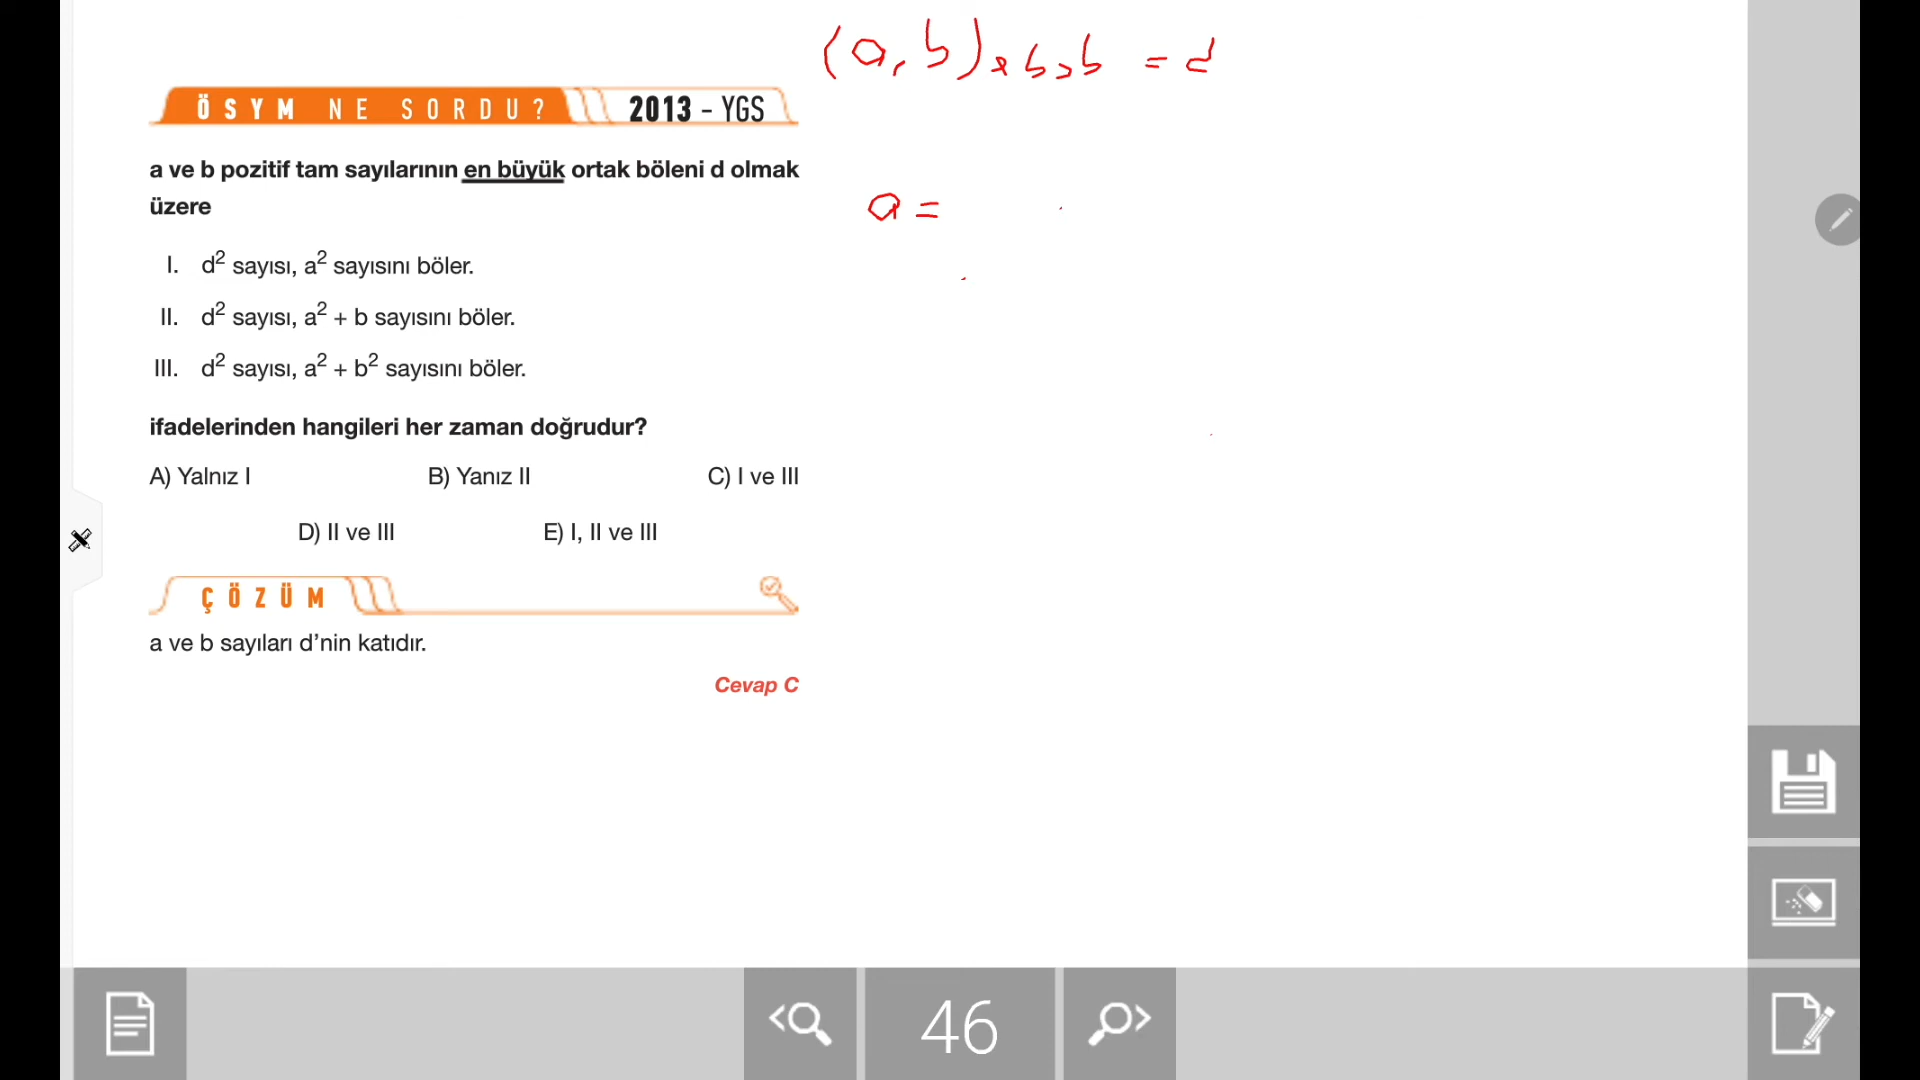 (a, b)ebob = d
ÖSYM NE SORDU? 2013 - YGS
a ve b pozitif tam sayılarının en büyük ortak böleni d olmak
üzere
a =
I. d² sayısı, a² sayısını böler.
II. d² sayısı, a² + b sayısını böler.
III. d² sayısı, a² + b² sayısını böler.
ifadelerinden hangileri her zaman doğrudur?
A) Yalnız I B) Yanız II C) I ve III
D) II ve III E) I, II ve III
ÇÖZÜM
a ve b sayıları d’nin katıdır.
Cevap C
46